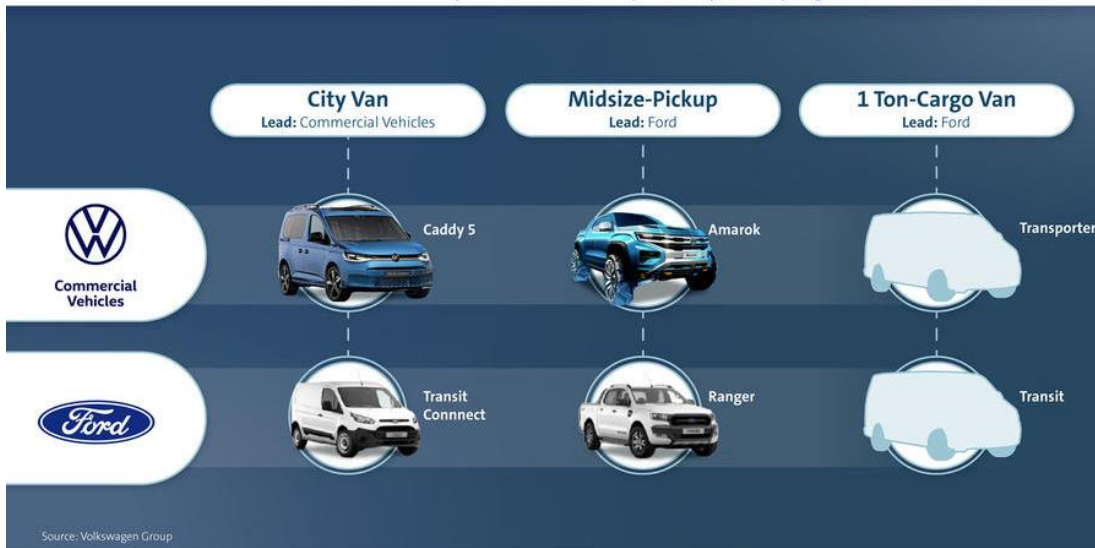 City Van
Lead: Commercial Vehicles
Midsize-Pickup
Lead: Ford
1 Ton-Cargo Van
Lead: Ford
Commercial
Vehicles
Caddy 5
Amarok
Transporter
Ford
Transit
Connnect
Ranger
Transit
Source: Volkswagen Group